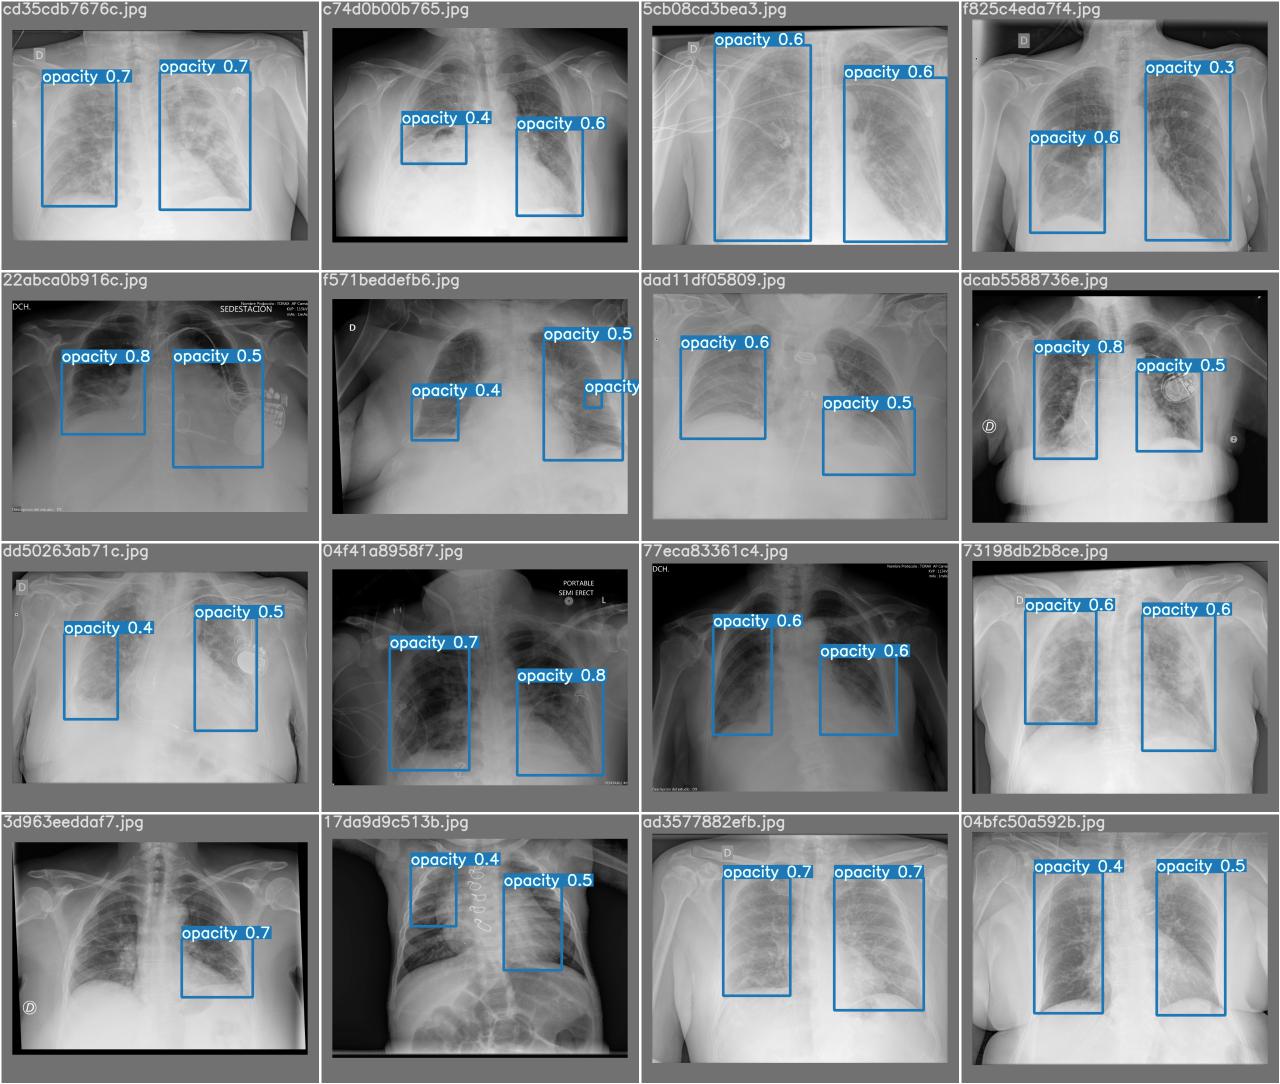 cd35cdb7676c.jpg
c74d0b00b765.jpg
5cb08cd3bea3.jpg
f825c4eda7f4.jpg
D
opacity 0.7
opacity 0.7
opacity 0.4
opacity 0.6
D
opacity 0.6
opacity 0.6
D
opacity 0.6
opacity 0.3
22abca0b916c.jpg
f571beddefb6.jpg
dad11df05809.jpg
dcab5588736e.jpg
DCH.
SEDESTACIÓN
opacity 0.8
opacity 0.5
D
opacity 0.4
opacity 0.5
opacity
opacity 0.6
opacity 0.5
opacity 0.8
opacity 0.5
D
dd50263ab71c.jpg
04f41a8958f7.jpg
77eca83361c4.jpg
73198db2b8ce.jpg
D
opacity 0.4
opacity 0.5
PORTABLE
SEMI ERECT
L
opacity 0.7
opacity 0.8
DCH.
opacity 0.6
opacity 0.6
D
opacity 0.6
opacity 0.6
3d963eeddaf7.jpg
17da9d9c513b.jpg
ad3577882efb.jpg
04bfc50a592b.jpg
opacity 0.7
D
opacity 0.4
opacity 0.5
D
opacity 0.7
opacity 0.7
opacity 0.4
opacity 0.5